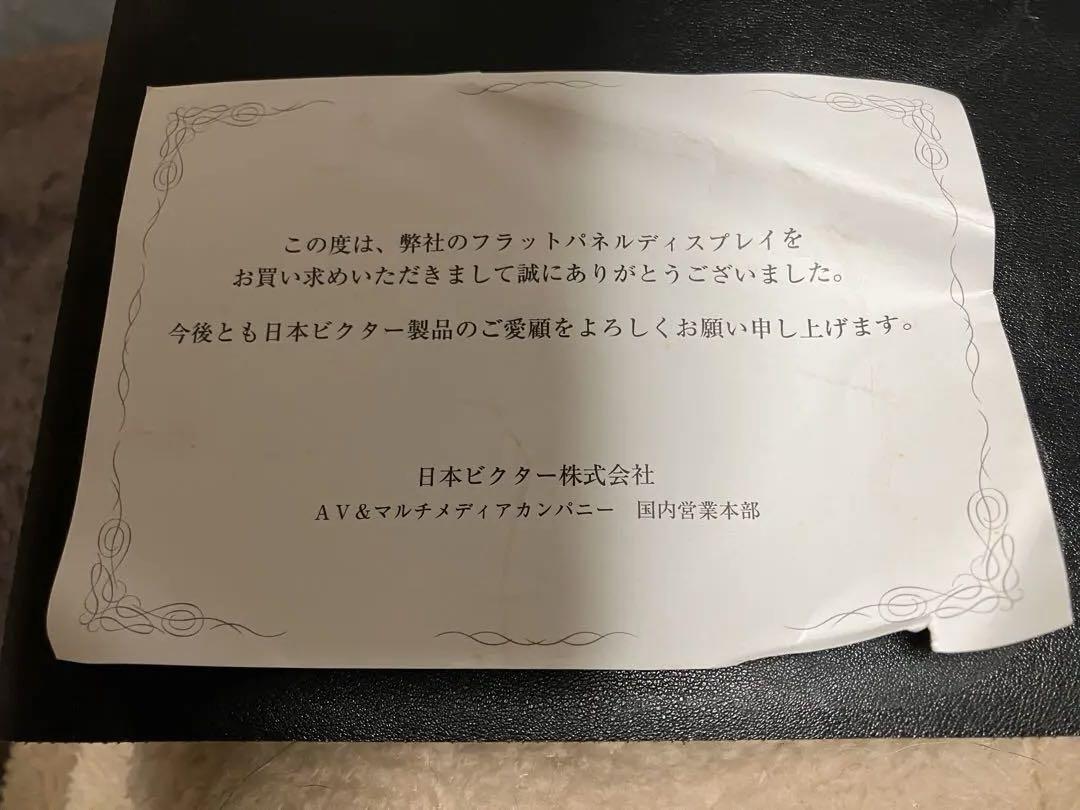 この度は、弊社のフラットパネルディスプレイを
お買い求めいただきまして誠にありがとうございました。
今後とも日本ビクター製品のご愛顧をよろしくお願い申し上げます。
日本ビクター株式会社
AV&マルチメディアカンパニー　国内営業本部